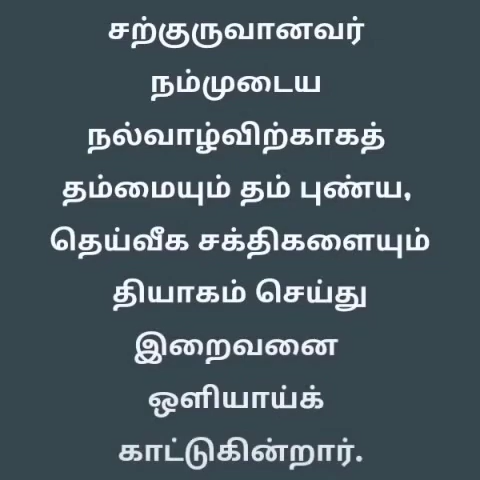 சற்குருவானவர்
நம்முடைய
நல்வாழ்விற்காகத்
தம்மையும் தம் புண்ய,
தெய்வீக சக்திகளையும்
தியாகம் செய்து
இறைவனை
ஒளியாய்க்
காட்டுகின்றார்.